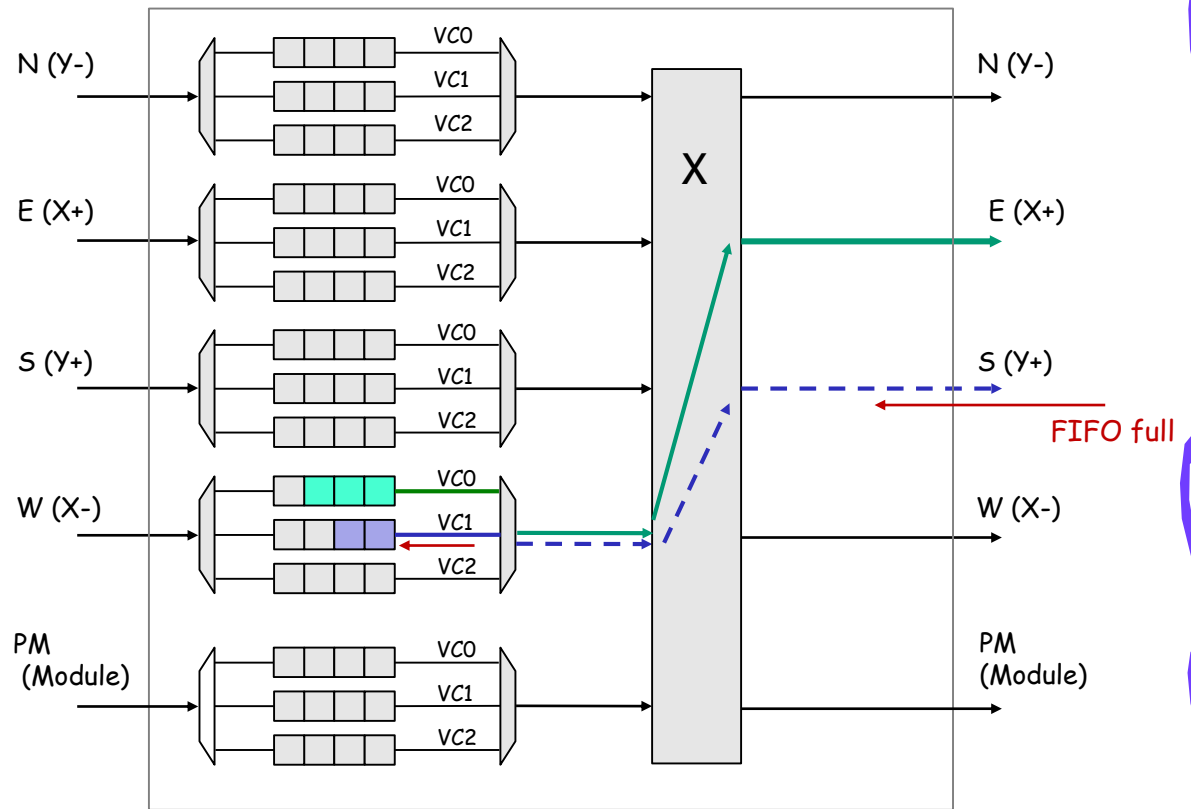 VC0
N (Y-)
N (Y-)
VC1
VC2
X
VC0
E (X+)
E (X+)
VC1
VC2
VC0
S (Y+)
S (Y+)
VC1
FIFO full
VC2
VC0
W (X-)
W (X-)
VC1
VC2
PM
(Module)
PM
(Module)
VC0
VC1
VC2